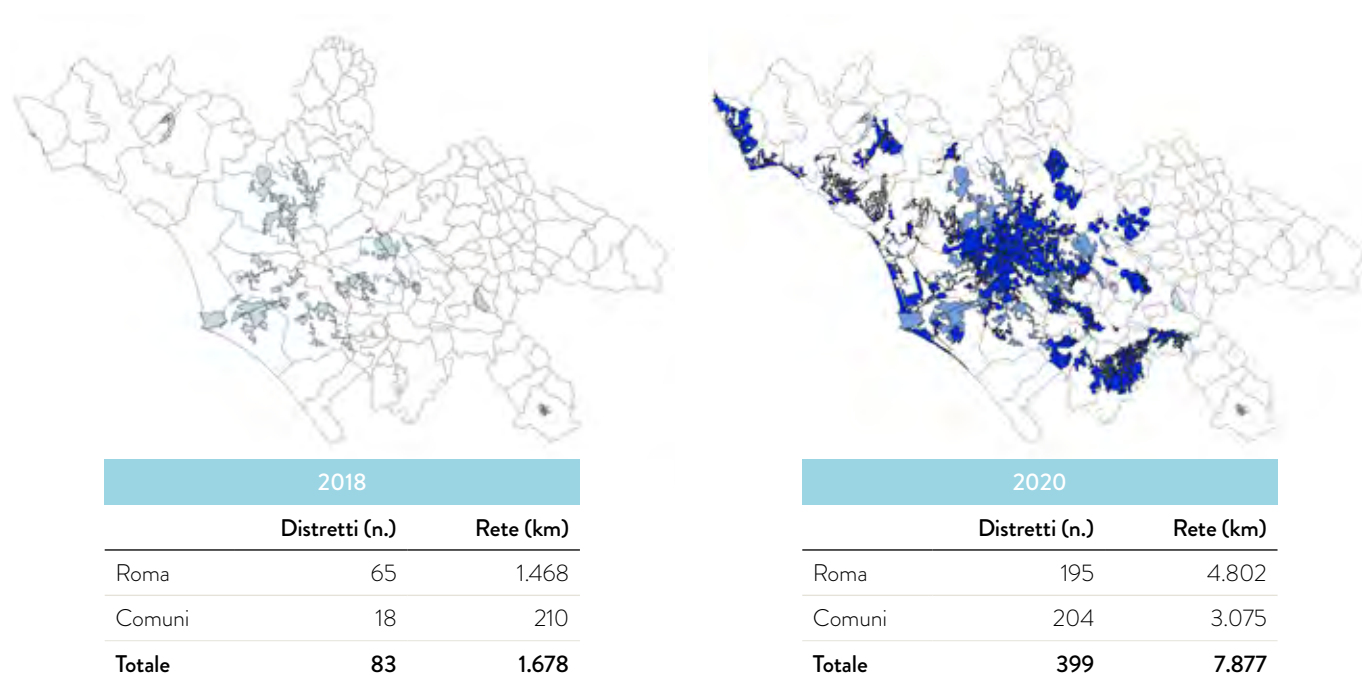 2018
Distretti (n.) Rete (km)
Roma 65 1.468
Comuni 18 210
Totale 83 1.678
2020
Distretti (n.) Rete (km)
Roma 195 4.802
Comuni 204 3.075
Totale 399 7.877